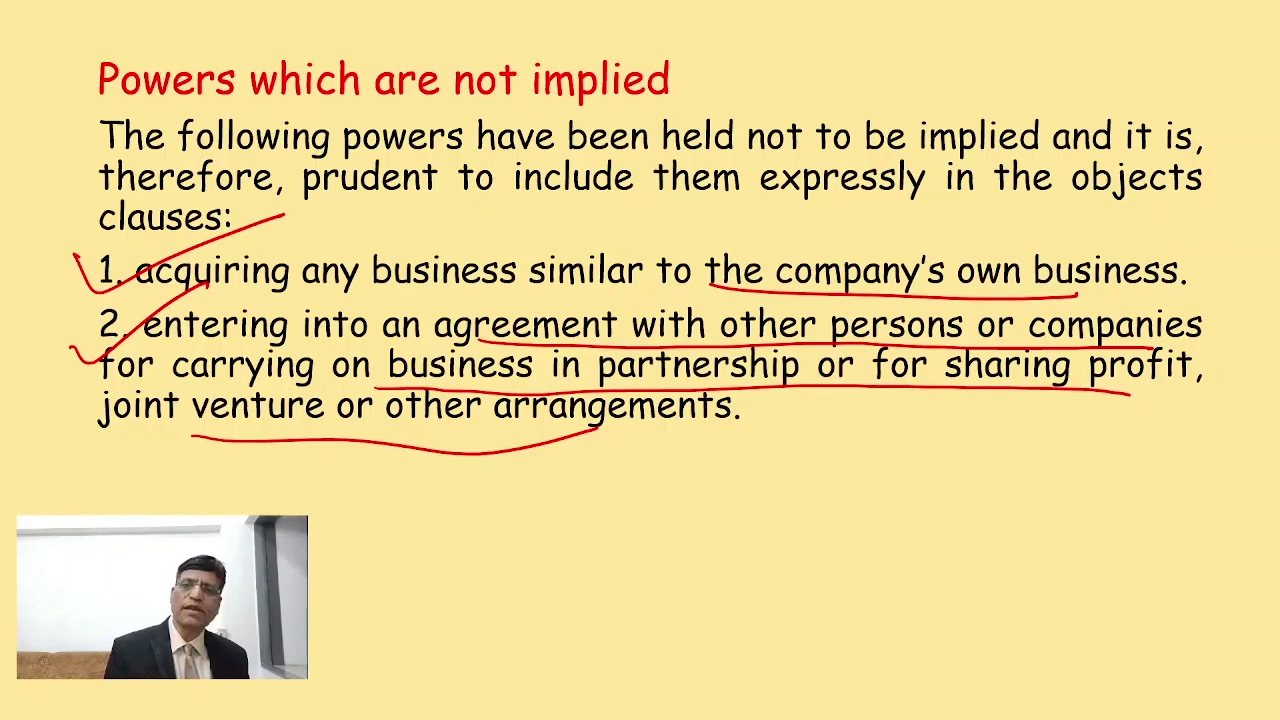 Powers which are not implied
The following powers have been held not to be implied and it is,
therefore, prudent to include them expressly in the objects
clauses:
1. acquiring any business similar to the company's own business.
2. entering into an agreement with other persons or companies
for carrying on business in partnership or for sharing profit,
joint venture or other arrangements.